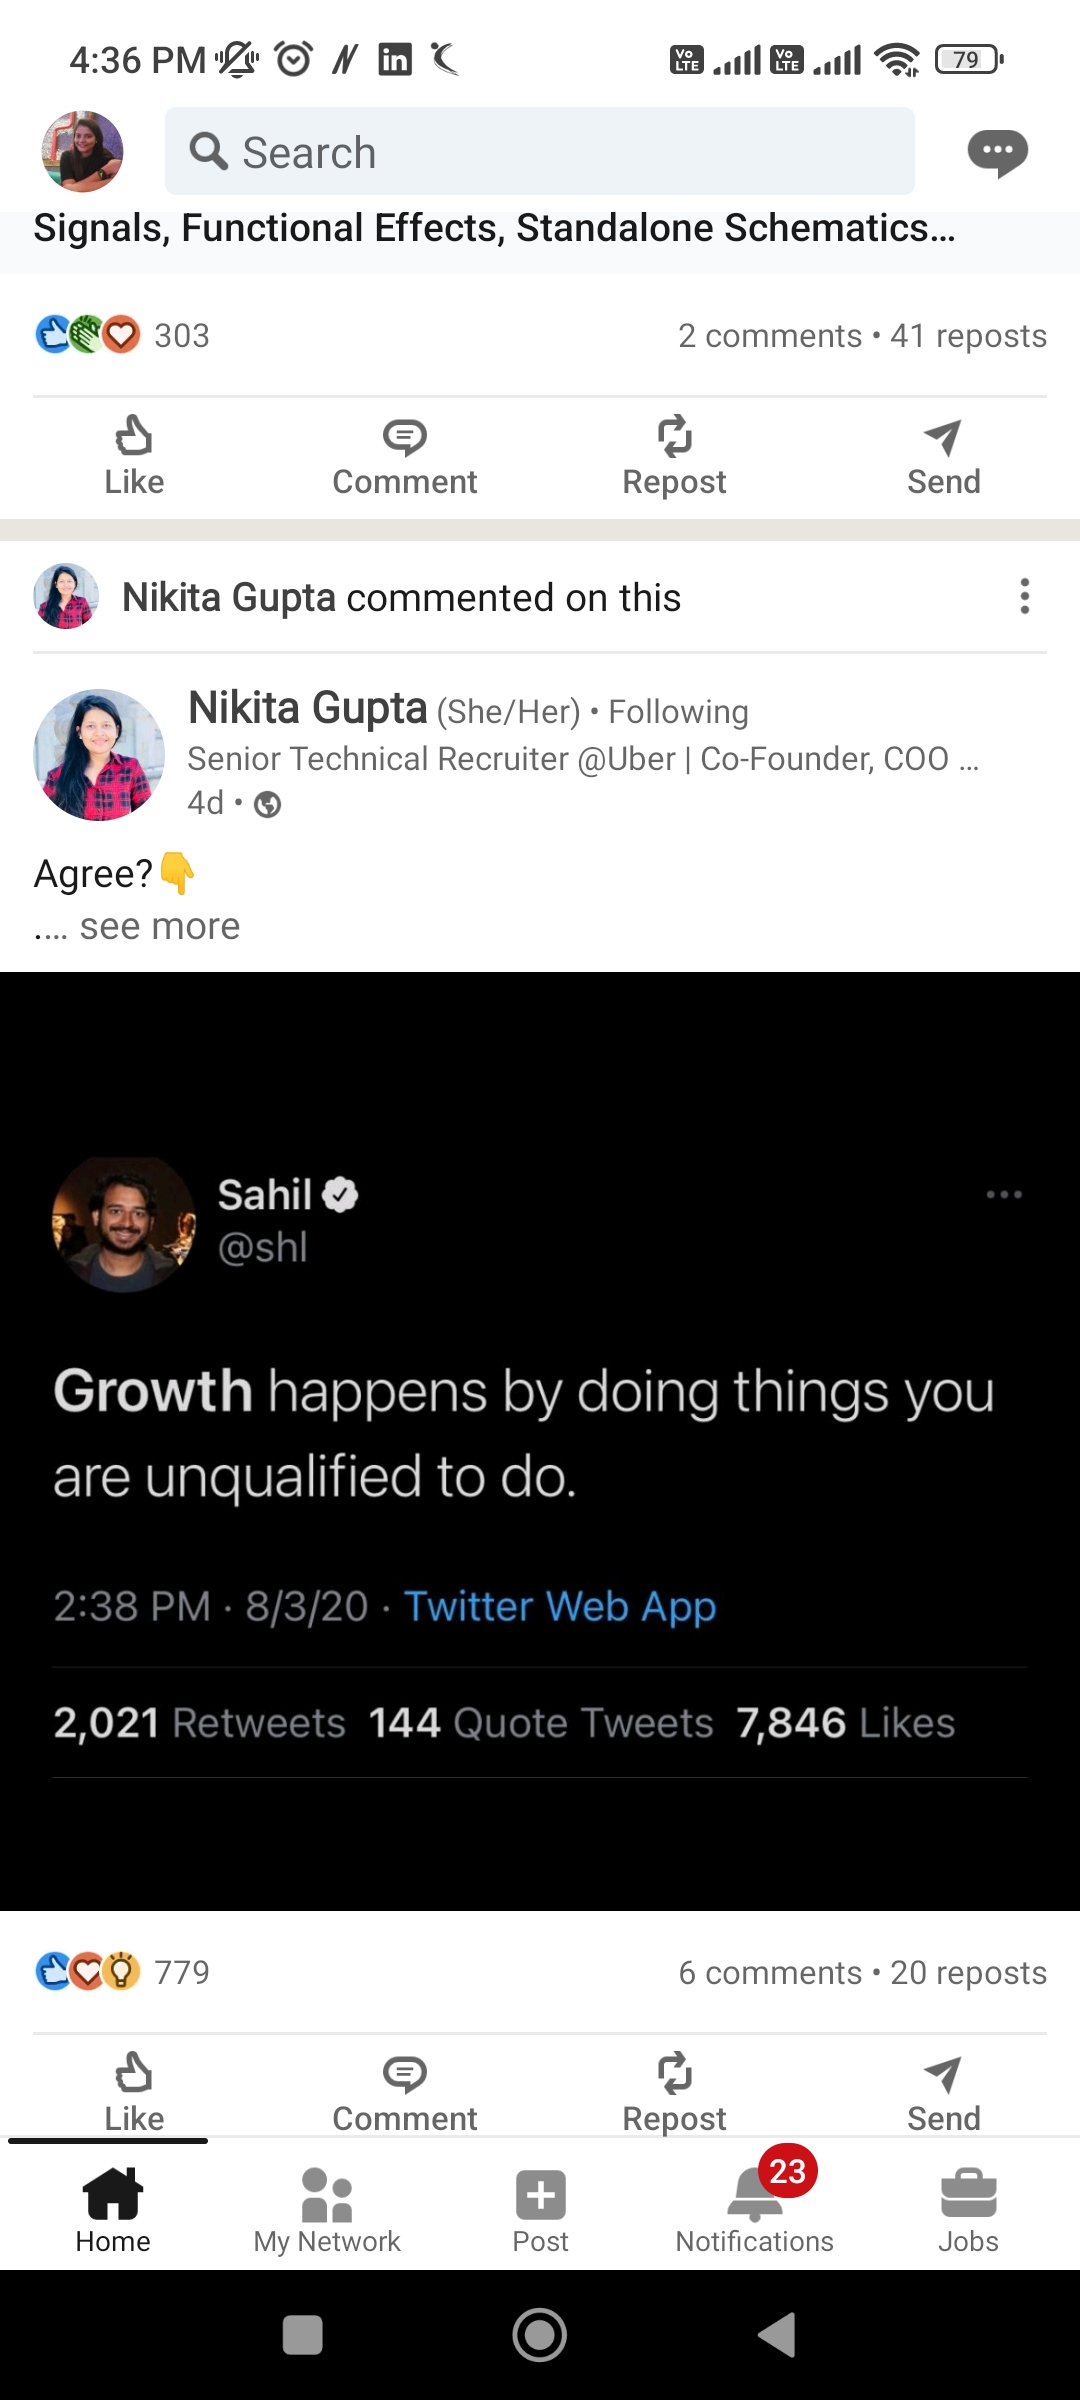 4:36 PM
Vo LTE Vo LTE 79
Search
Signals, Functional Effects, Standalone Schematics...
303 2 comments • 41 reposts
Like Comment Repost Send
Nikita Gupta commented on this
Nikita Gupta (She/Her) • Following
Senior Technical Recruiter @Uber | Co-Founder, COO ...
4d •
Agree?👇
.... see more
Sahil
@shl
Growth happens by doing things you
are unqualified to do.
2:38 PM · 8/3/20 · Twitter Web App
2,021 Retweets 144 Quote Tweets 7,846 Likes
779 6 comments • 20 reposts
Like Comment Repost Send
23
Home My Network Post Notifications Jobs